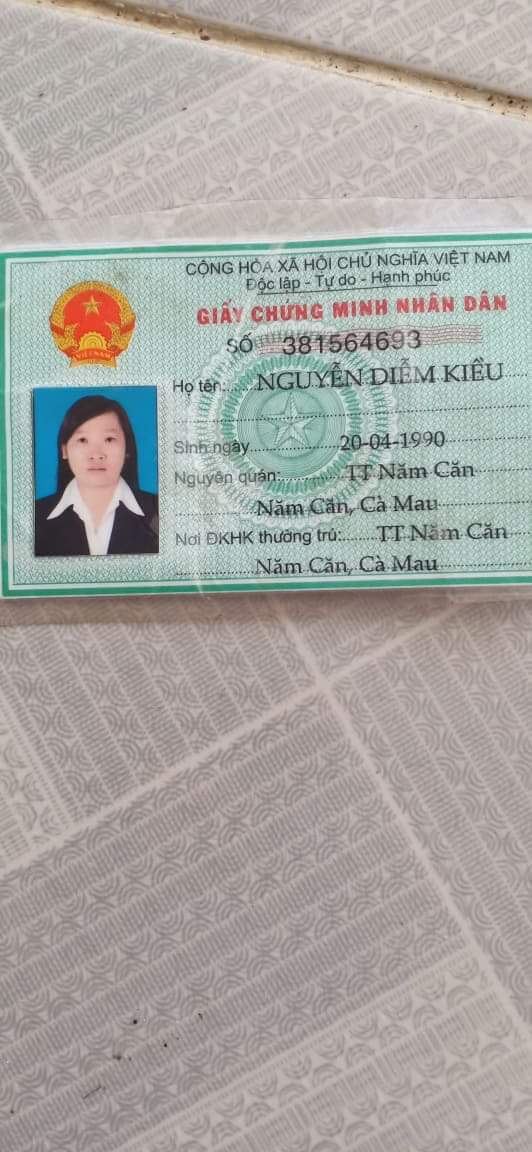 CỘNG HÒA XÃ HỘI CHỦ NGHĨA VIỆT NAM
Độc lập - Tự do - Hạnh phúc
GIẤY CHỨNG MINH NHÂN DÂN
SỐ 381564693
Họ tên: NGUYỄN DIỄM KIỀU
Sinh ngày 20-04-1990
Nguyên quán: TT Năm Căn
Năm Căn, Cà Mau
Nơi ĐKHK thường trú: TT Năm Căn
Năm Căn, Cà Mau
VIỆT NAM